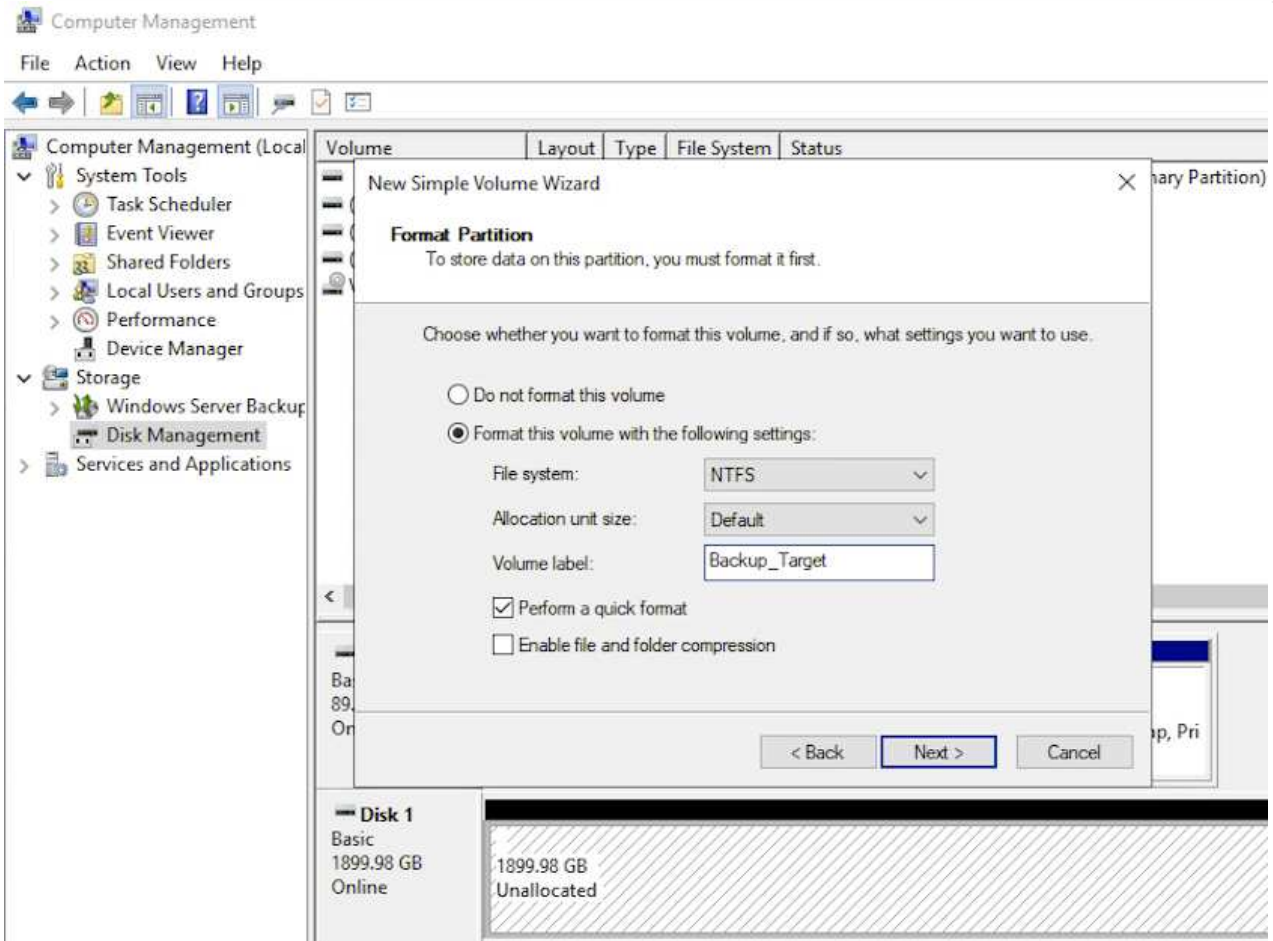 Computer Management
File Action View Help
Computer Management (Local
System Tools
Task Scheduler
Event Viewer
Shared Folders
Local Users and Groups
Performance
Device Manager
Storage
Windows Server Backup
Disk Management
Services and Applications
Volume Layout Type File System Status
Partition)
New Simple Volume Wizard
Format Partition
To store data on this partition, you must format it first.
Choose whether you want to format this volume, and if so, what settings you want to use.
Do not format this volume
Format this volume with the following settings:
File system: NTFS
Allocation unit size: Default
Volume label: Backup_Target
Perform a quick format
Enable file and folder compression
< Back Next > Cancel
89.
Pri
Disk 1
Basic
1899.98 GB
Online
1899.98 GB
Unallocated